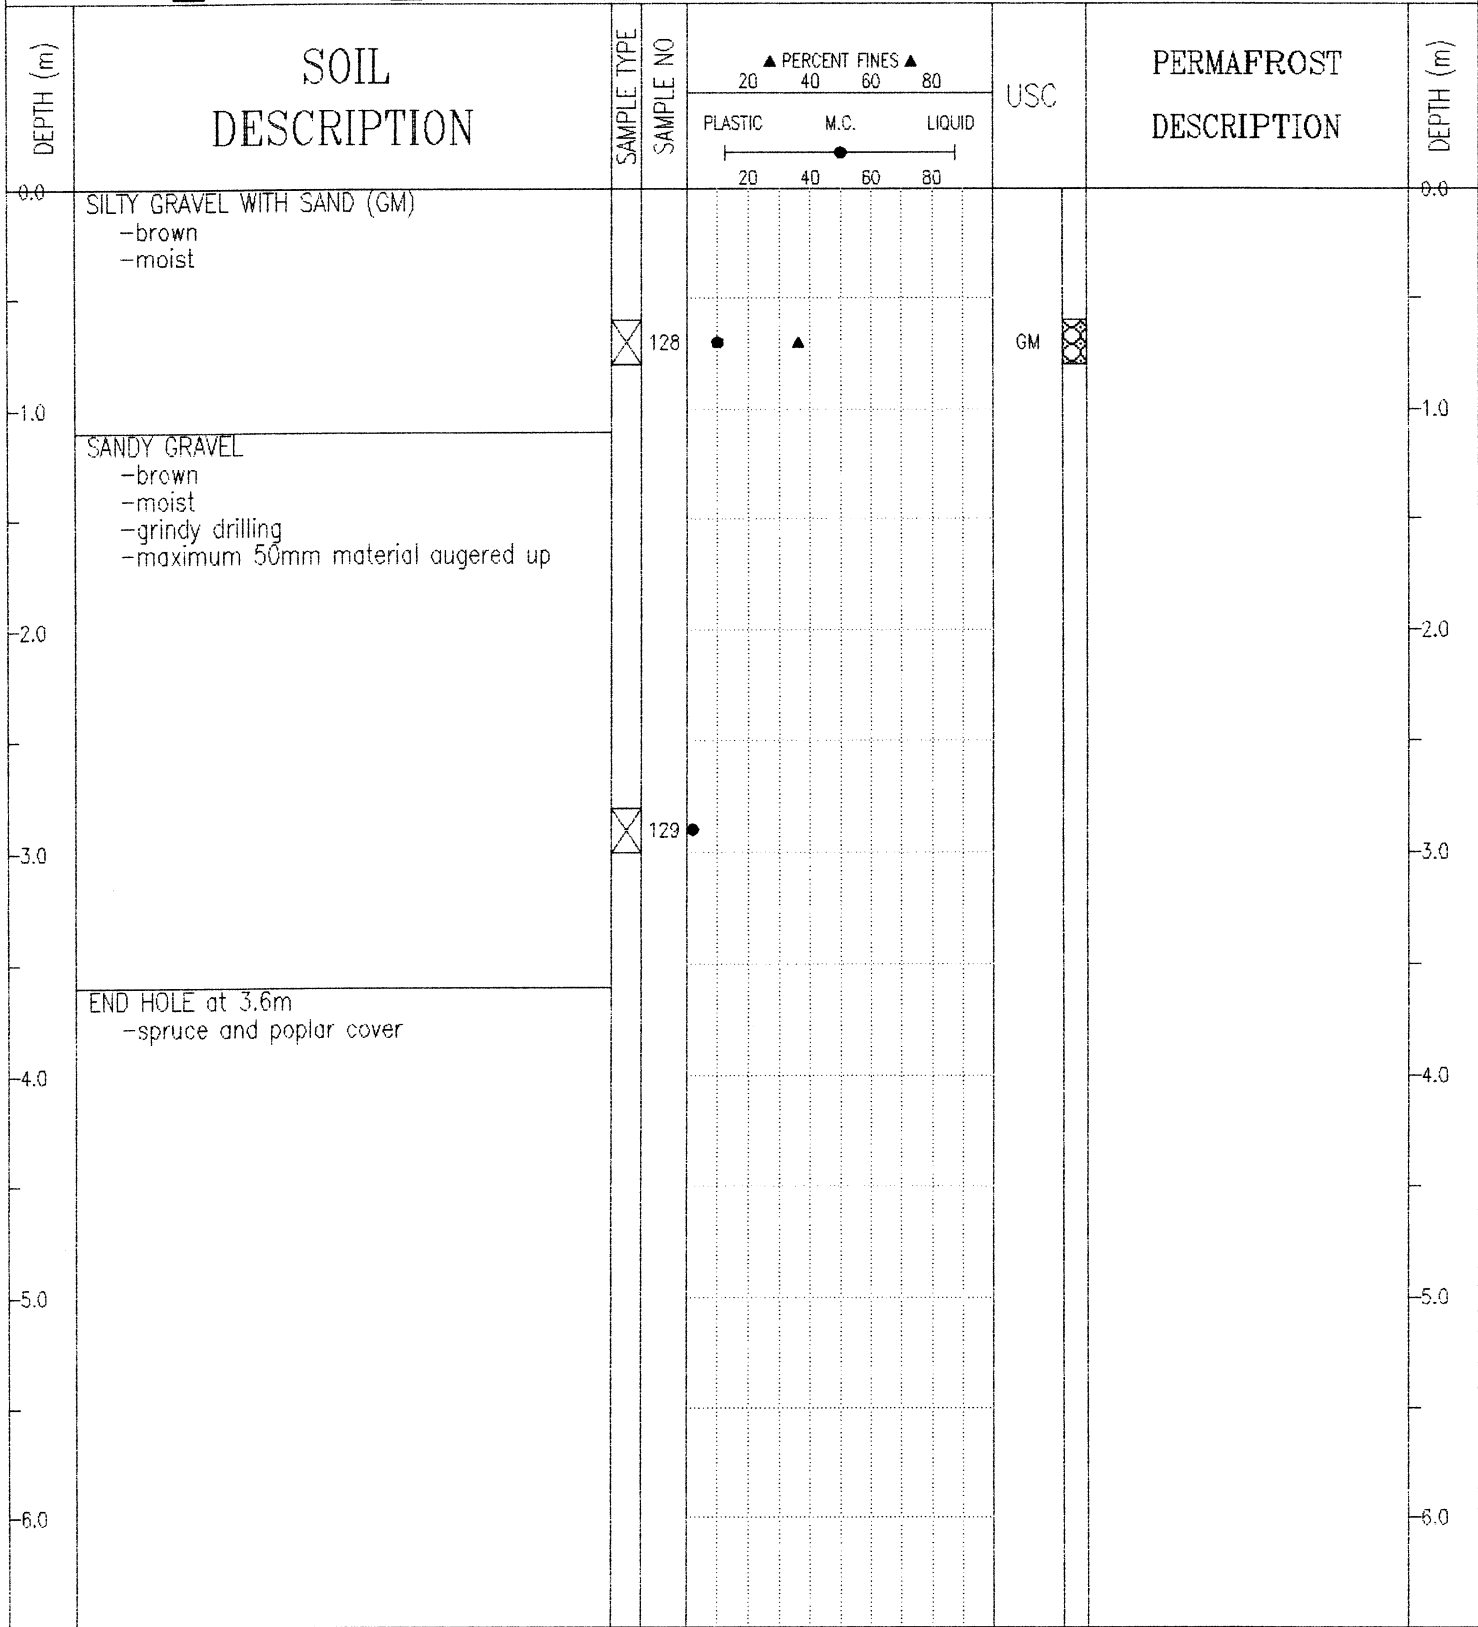 DEPTH (m)
SOIL
DESCRIPTION
SAMPLE TYPE
SAMPLE NO
▲ PERCENT FINES ▲
20 40 60 80
PLASTIC M.C. LIQUID
20 40 60 80
USC
PERMAFROST
DESCRIPTION
DEPTH (m)
0.0 0.0
SILTY GRAVEL WITH SAND (GM)
-brown
-moist
128 GM
1.0 1.0
SANDY GRAVEL
-brown
-moist
-grindy drilling
-maximum 50mm material augered up
2.0 2.0
129
3.0 3.0
END HOLE at 3.6m
-spruce and poplar cover
4.0 4.0
5.0 5.0
6.0 6.0